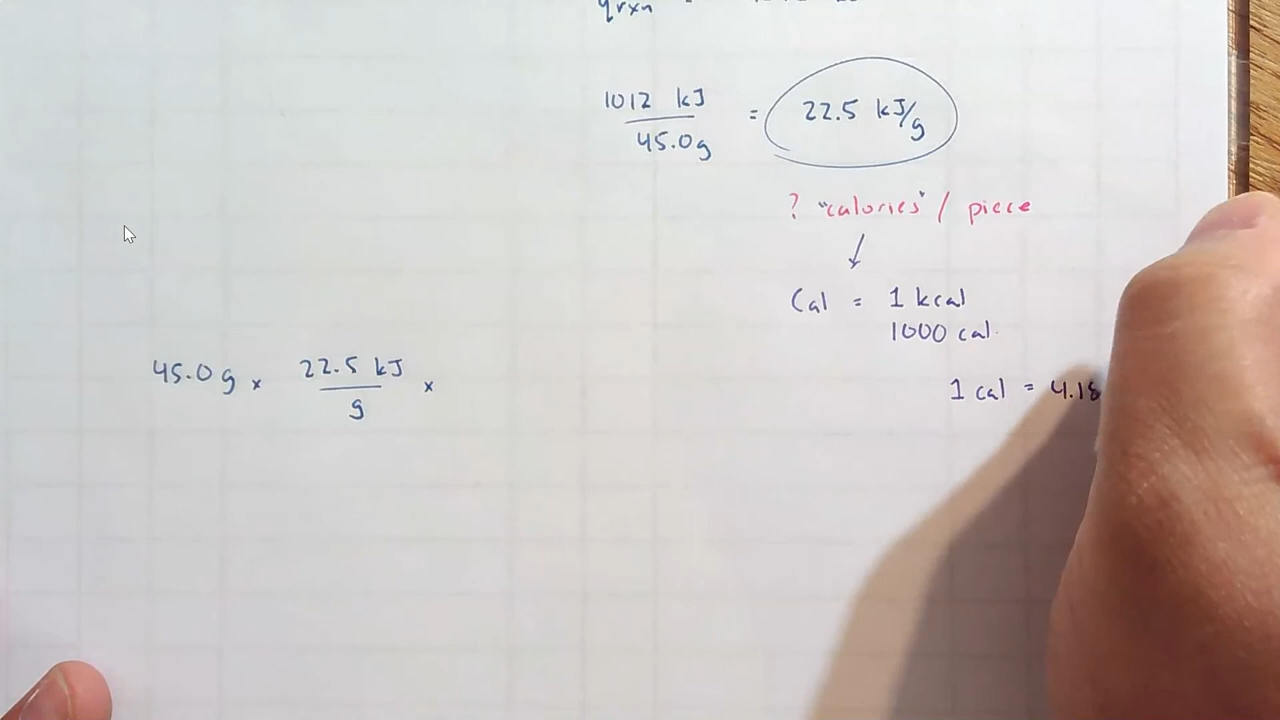 qrxn
1012 kJ
45.0g
= 22.5 kJ/g
? "calories" / piece
↓
Cal = 1 kcal
1000 cal.
45.0 g x 22.5 kJ x
g
1 cal = 4.18